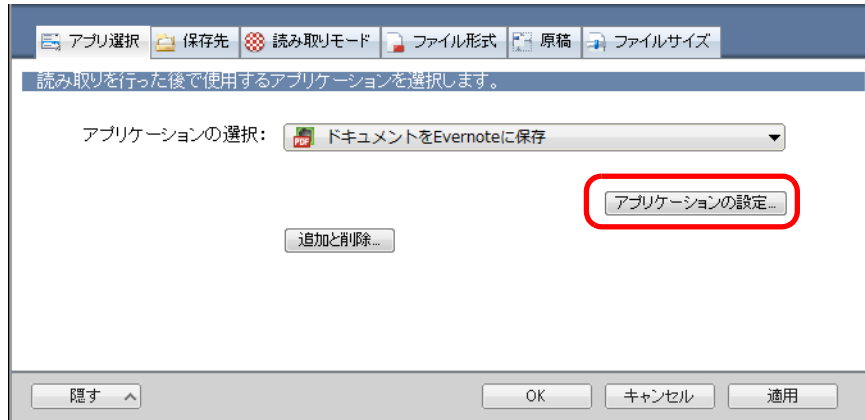 アプリ選択 保存先 読み取りモード ファイル形式 原稿 ファイルサイズ
読み取りを行った後で使用するアプリケーションを選択します。
アプリケーションの選択: PDF ドキュメントをEvernoteに保存
アプリケーションの設定...
追加と削除...
隠す OK キャンセル 適用